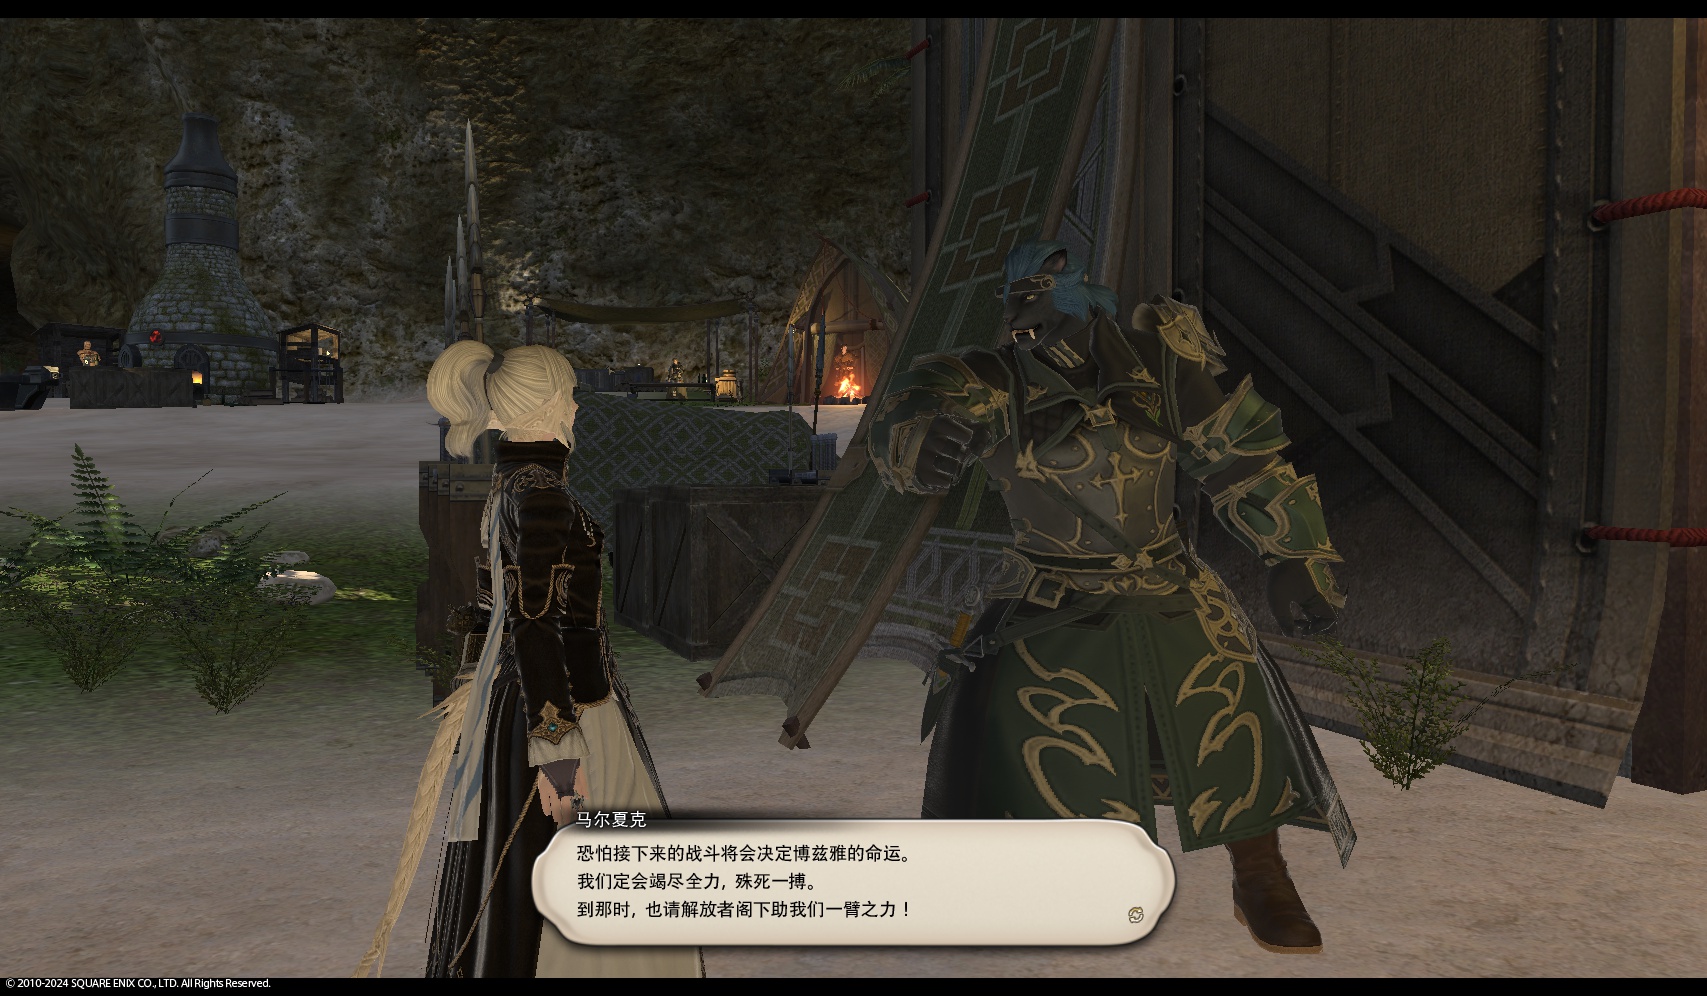 马尔夏克
恐怕接下来的战斗将会决定博兹雅的命运。
我们定会竭尽全力，殊死一搏。
到那时，也请解放者阁下助我们一臂之力！
© 2010-2024 SQUARE ENIX CO., LTD. All Rights Reserved.